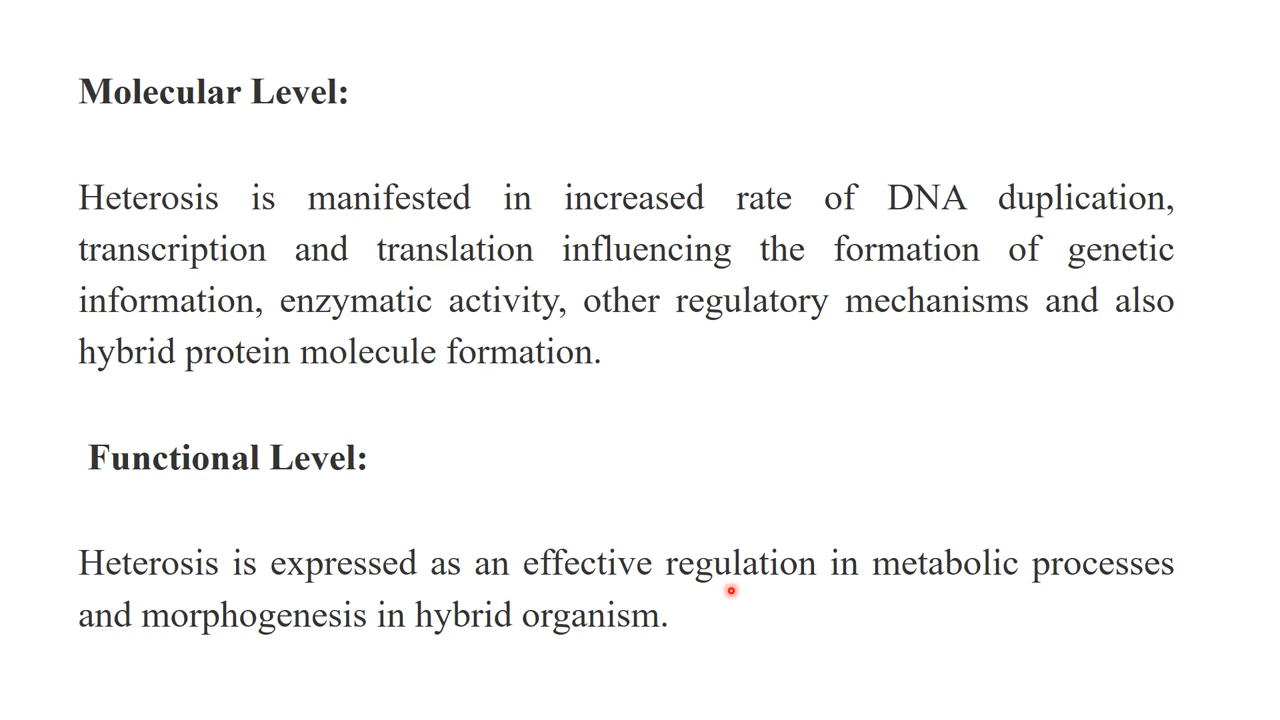 Molecular Level:
Heterosis is manifested in increased rate of DNA duplication,
transcription and translation influencing the formation of genetic
information, enzymatic activity, other regulatory mechanisms and also
hybrid protein molecule formation.
Functional Level:
Heterosis is expressed as an effective regulation in metabolic processes
and morphogenesis in hybrid organism.